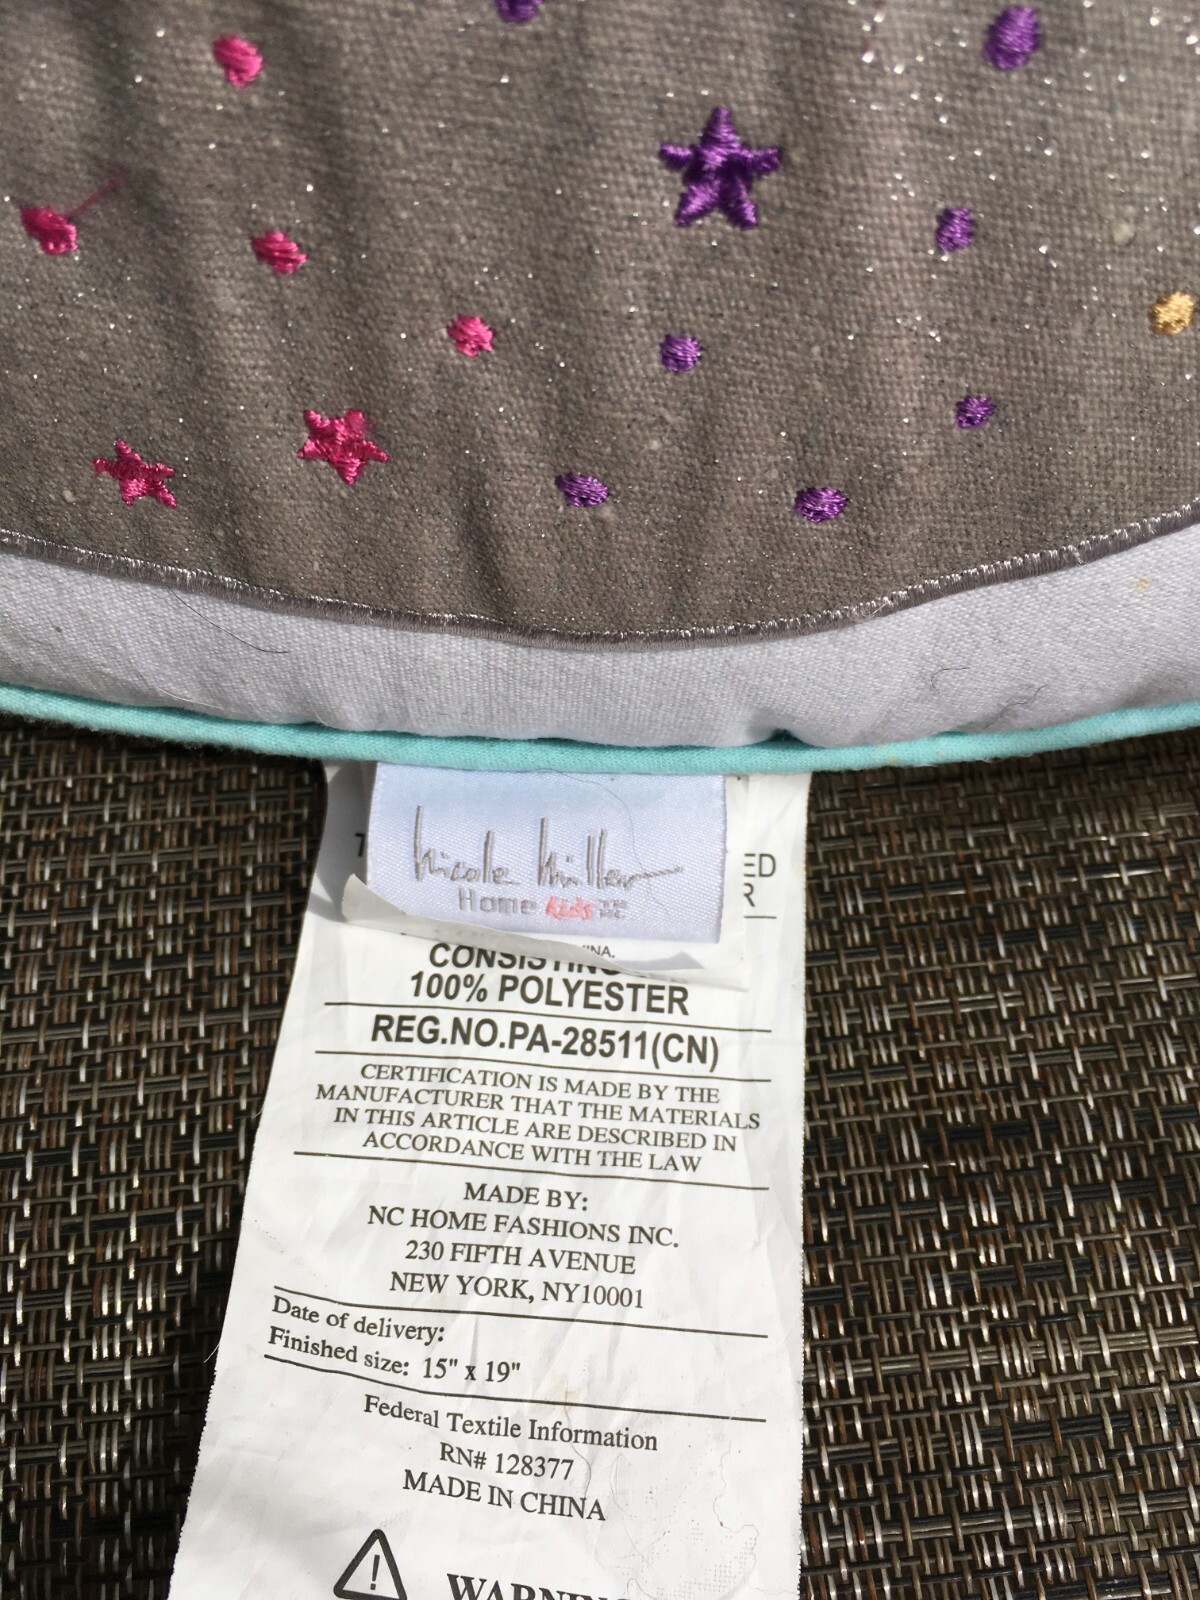 Nicole Miller
Home Kids
ED
R
CONSISTING
100% POLYESTER
REG.NO.PA-28511(CN)
CERTIFICATION IS MADE BY THE
MANUFACTURER THAT THE MATERIALS
IN THIS ARTICLE ARE DESCRIBED IN
ACCORDANCE WITH THE LAW
MADE BY:
NC HOME FASHIONS INC.
230 FIFTH AVENUE
NEW YORK, NY10001
Date of delivery:
Finished size: 15" x 19"
Federal Textile Information
RN# 128377
MADE IN CHINA
WARNING